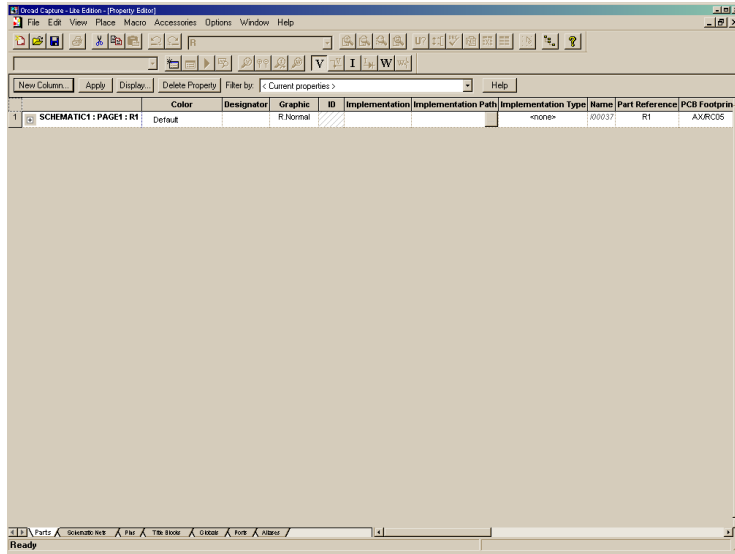 Orcad Capture - Lite Edition - [Property Editor]
File Edit View Place Macro Accessories Options Window Help
R
U?
V I W
New Column... Apply Display... Delete Property Filter by: < Current properties > Help
Color Designator Graphic ID Implementation Implementation Path Implementation Type Name Part Reference PCB Footprin
1 + SCHEMATIC1 : PAGE1 : R1 Default R.Normal <none> I00037 R1 AX/RC05
Parts Schematic Nets Pins Title Blocks Globals Ports Aliases
Ready